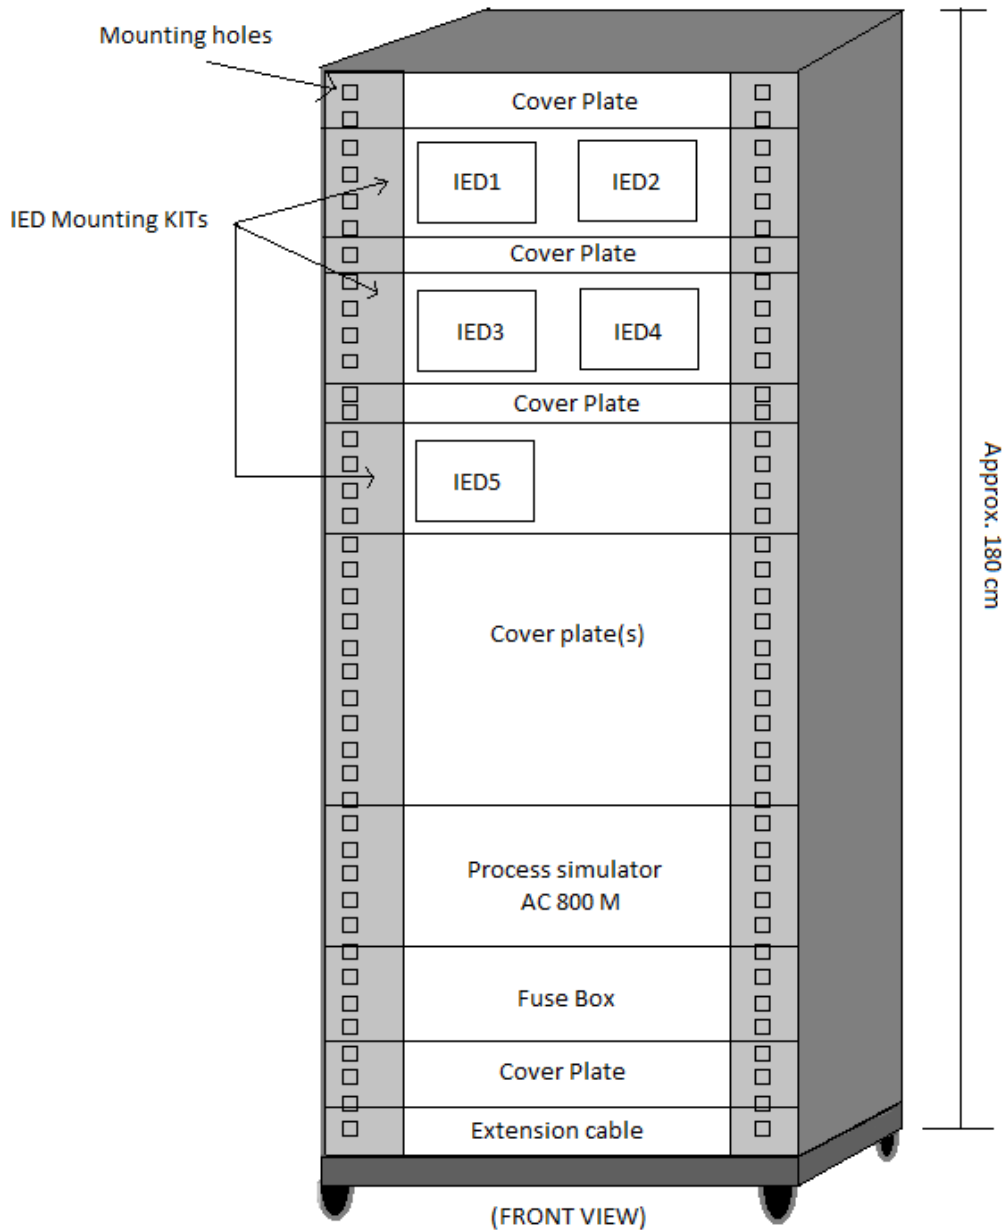 Mounting holes
Cover Plate
IED1
IED2
IED Mounting KITs
Cover Plate
IED3
IED4
Cover Plate
IED5
Approx. 180 cm
Cover plate(s)
Process simulator
AC 800 M
Fuse Box
Cover Plate
Extension cable
(FRONT VIEW)